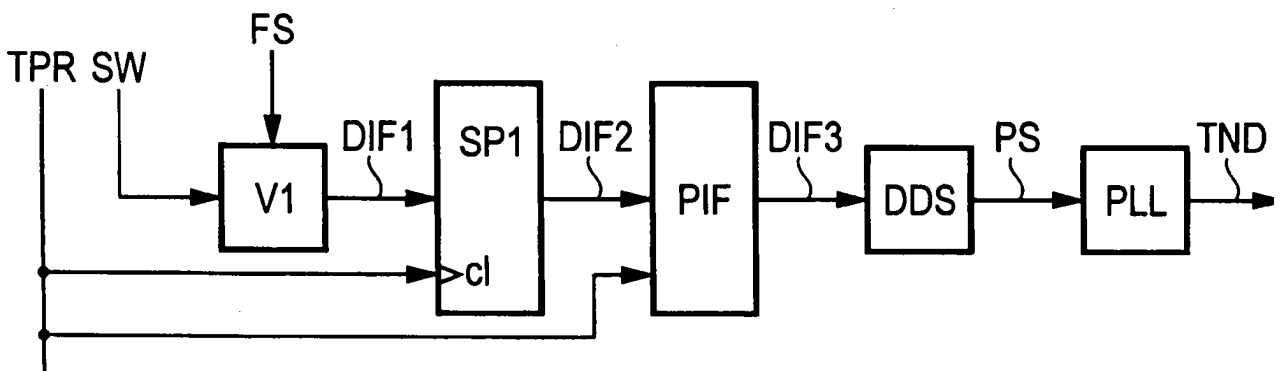 FS
TPR SW
DIF1
SP1
DIF2
DIF3
PS
TND
V1
PIF
DDS
PLL
cl